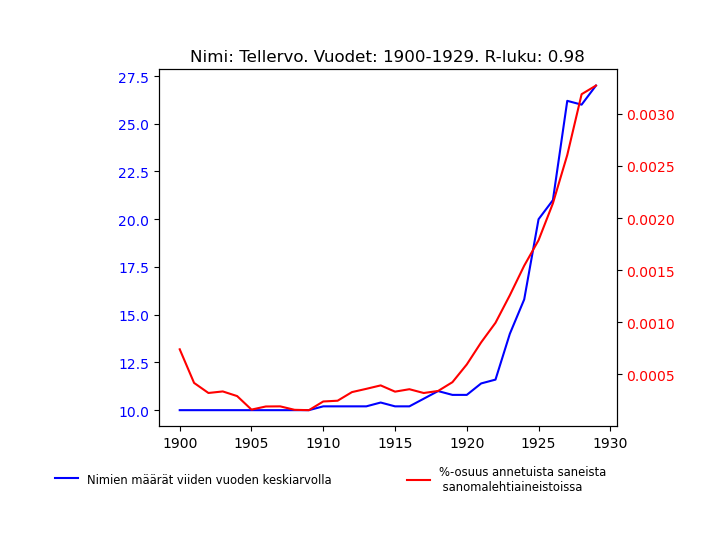 Nimi: Tellervo. Vuodet: 1900-1929. R-luku: 0.98
27.5
25.0
22.5
20.0
17.5
15.0
12.5
10.0
0.0030
0.0025
0.0020
0.0015
0.0010
0.0005
1900 1905 1910 1915 1920 1925 1930
Nimien määrät viiden vuoden keskiarvolla
%-osuus annetuista saneista
sanomalehtiaineistoissa